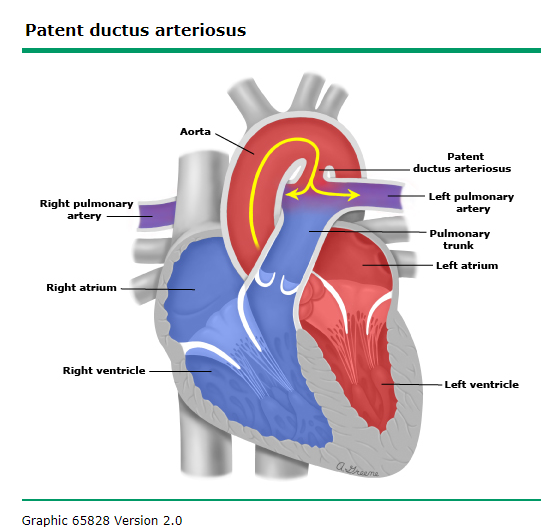 Patent ductus arteriosus
Aorta
Patent
ductus arteriosus
Right pulmonary
artery
Left pulmonary
artery
Pulmonary
trunk
Left atrium
Right atrium
Right ventricle
Left ventricle
A. Greene
Graphic 65828 Version 2.0